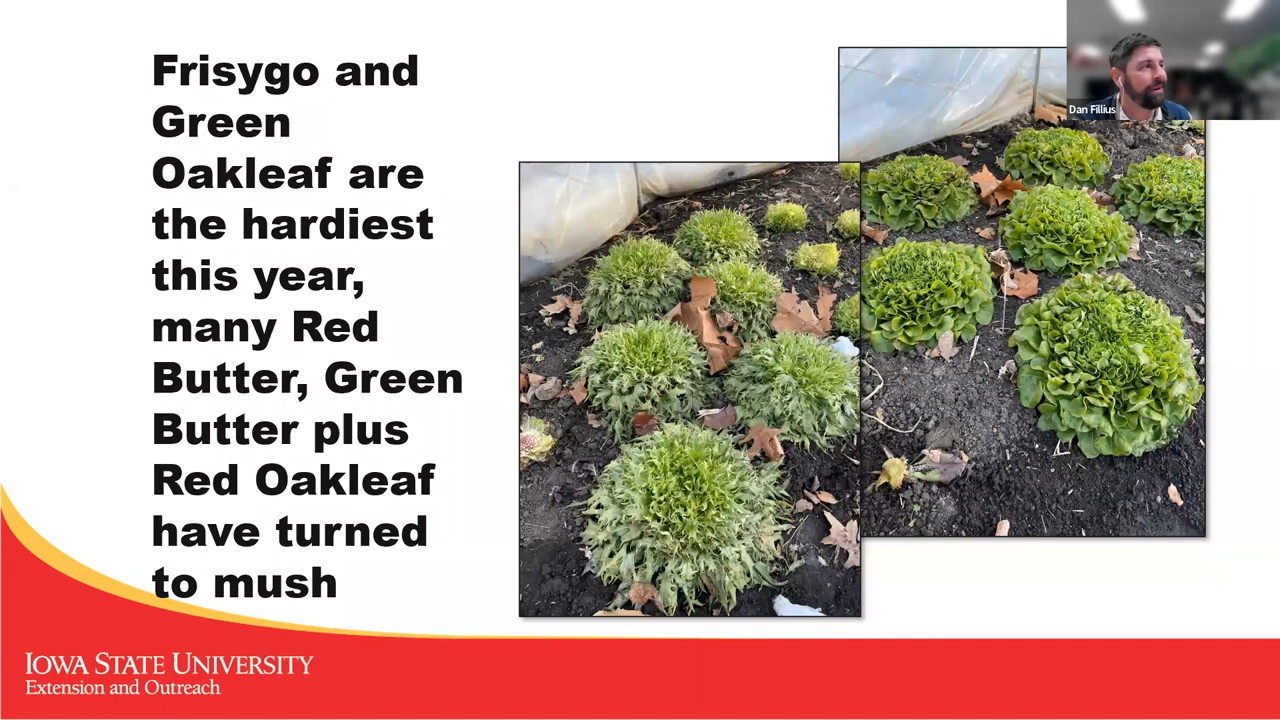 Frisygo and
Green
Oakleaf are
the hardiest
this year,
many Red
Butter, Green
Butter plus
Red Oakleaf
have turned
to mush
Dan Fillius
IOWA STATE UNIVERSITY
Extension and Outreach